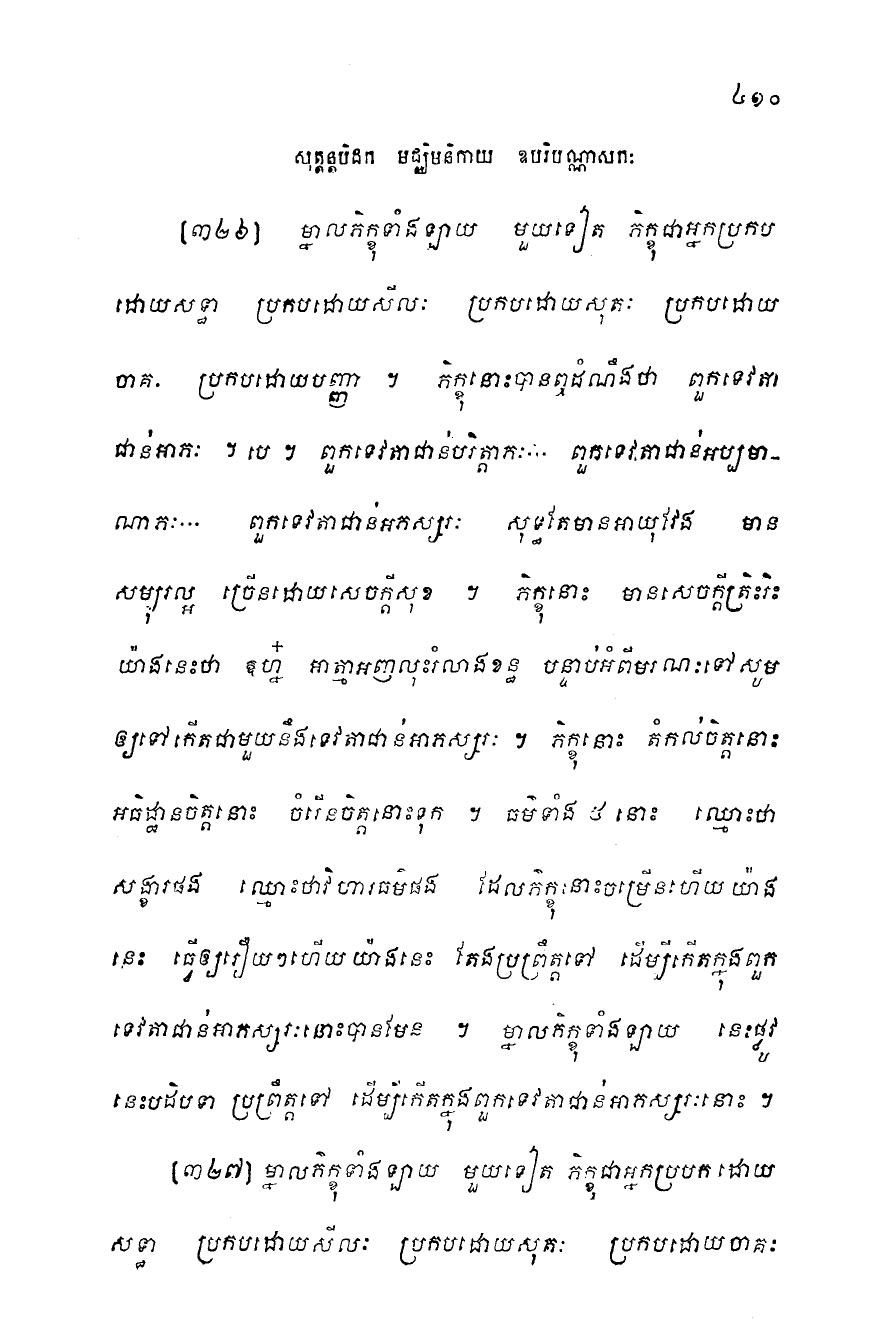 ៤១០
សុត្តន្តបិដក មជ្ឈិមនិកាយ ឧបរិបណ្ណាសកៈ
[៣២៦] ម្នាលភិក្ខុទាំងឡាយ មួយទៀត ភិក្ខុជាអ្នកប្រកប
ដោយសទ្ធា ប្រកបដោយសីលៈ ប្រកបដោយសុតៈ ប្រកបដោយ
ចាគៈ ប្រកបដោយបញ្ញា ។ ភិក្ខុនោះបានឮដំណឹងថា ពួកទេវតា
ជាន់អាភៈ ។ បេ ។ ពួកទេវតាជាន់បរិត្តាភៈ... ពួកទេវតាជាន់អប្បមា-
ណាភៈ... ពួកទេវតាជាន់អាភស្សរៈ សុទ្ធតែមានអាយុវែង មាន
សម្បុរល្អ ច្រើនដោយសេចក្តីសុខ ។ ភិក្ខុនោះ មានសេចក្តីត្រិះរិះ
យ៉ាងនេះថា ឱហ្ន៎ អាត្មាអញលុះរំលាងខន្ធ បន្ទាប់អំពីមរណៈទៅ សូម
ឲ្យទៅកើតជាមួយនឹងទេវតាជាន់អាភស្សរៈ ។ ភិក្ខុនោះ តំកល់ចិត្តនោះ
អធិដ្ឋានចិត្តនោះ ចំរើនចិត្តនោះទុក ។ ធម៌ទាំង ៥ នោះ ឈ្មោះថា
សង្ខារផង ឈ្មោះថាវិហារធម៌ផង ដែលភិក្ខុនោះចម្រើនហើយ យ៉ាង
នេះ ធ្វើឲ្យរឿយៗហើយ យ៉ាងនេះ តែងប្រព្រឹត្តទៅ ដើម្បីកើតក្នុងពួក
ទេវតាជាន់អាភស្សរៈនោះបានមែន ។ ម្នាលភិក្ខុទាំងឡាយ នេះផ្លូវ
នេះបដិបទា ប្រព្រឹត្តទៅ ដើម្បីកើតក្នុងពួកទេវតាជាន់អាភស្សរៈនោះ ។
[៣២៧] ម្នាលភិក្ខុទាំងឡាយ មួយទៀត ភិក្ខុជាអ្នកប្របកដោយ
សទ្ធា ប្រកបដោយសីលៈ ប្រកបដោយសុតៈ ប្រកបដោយចាគៈ